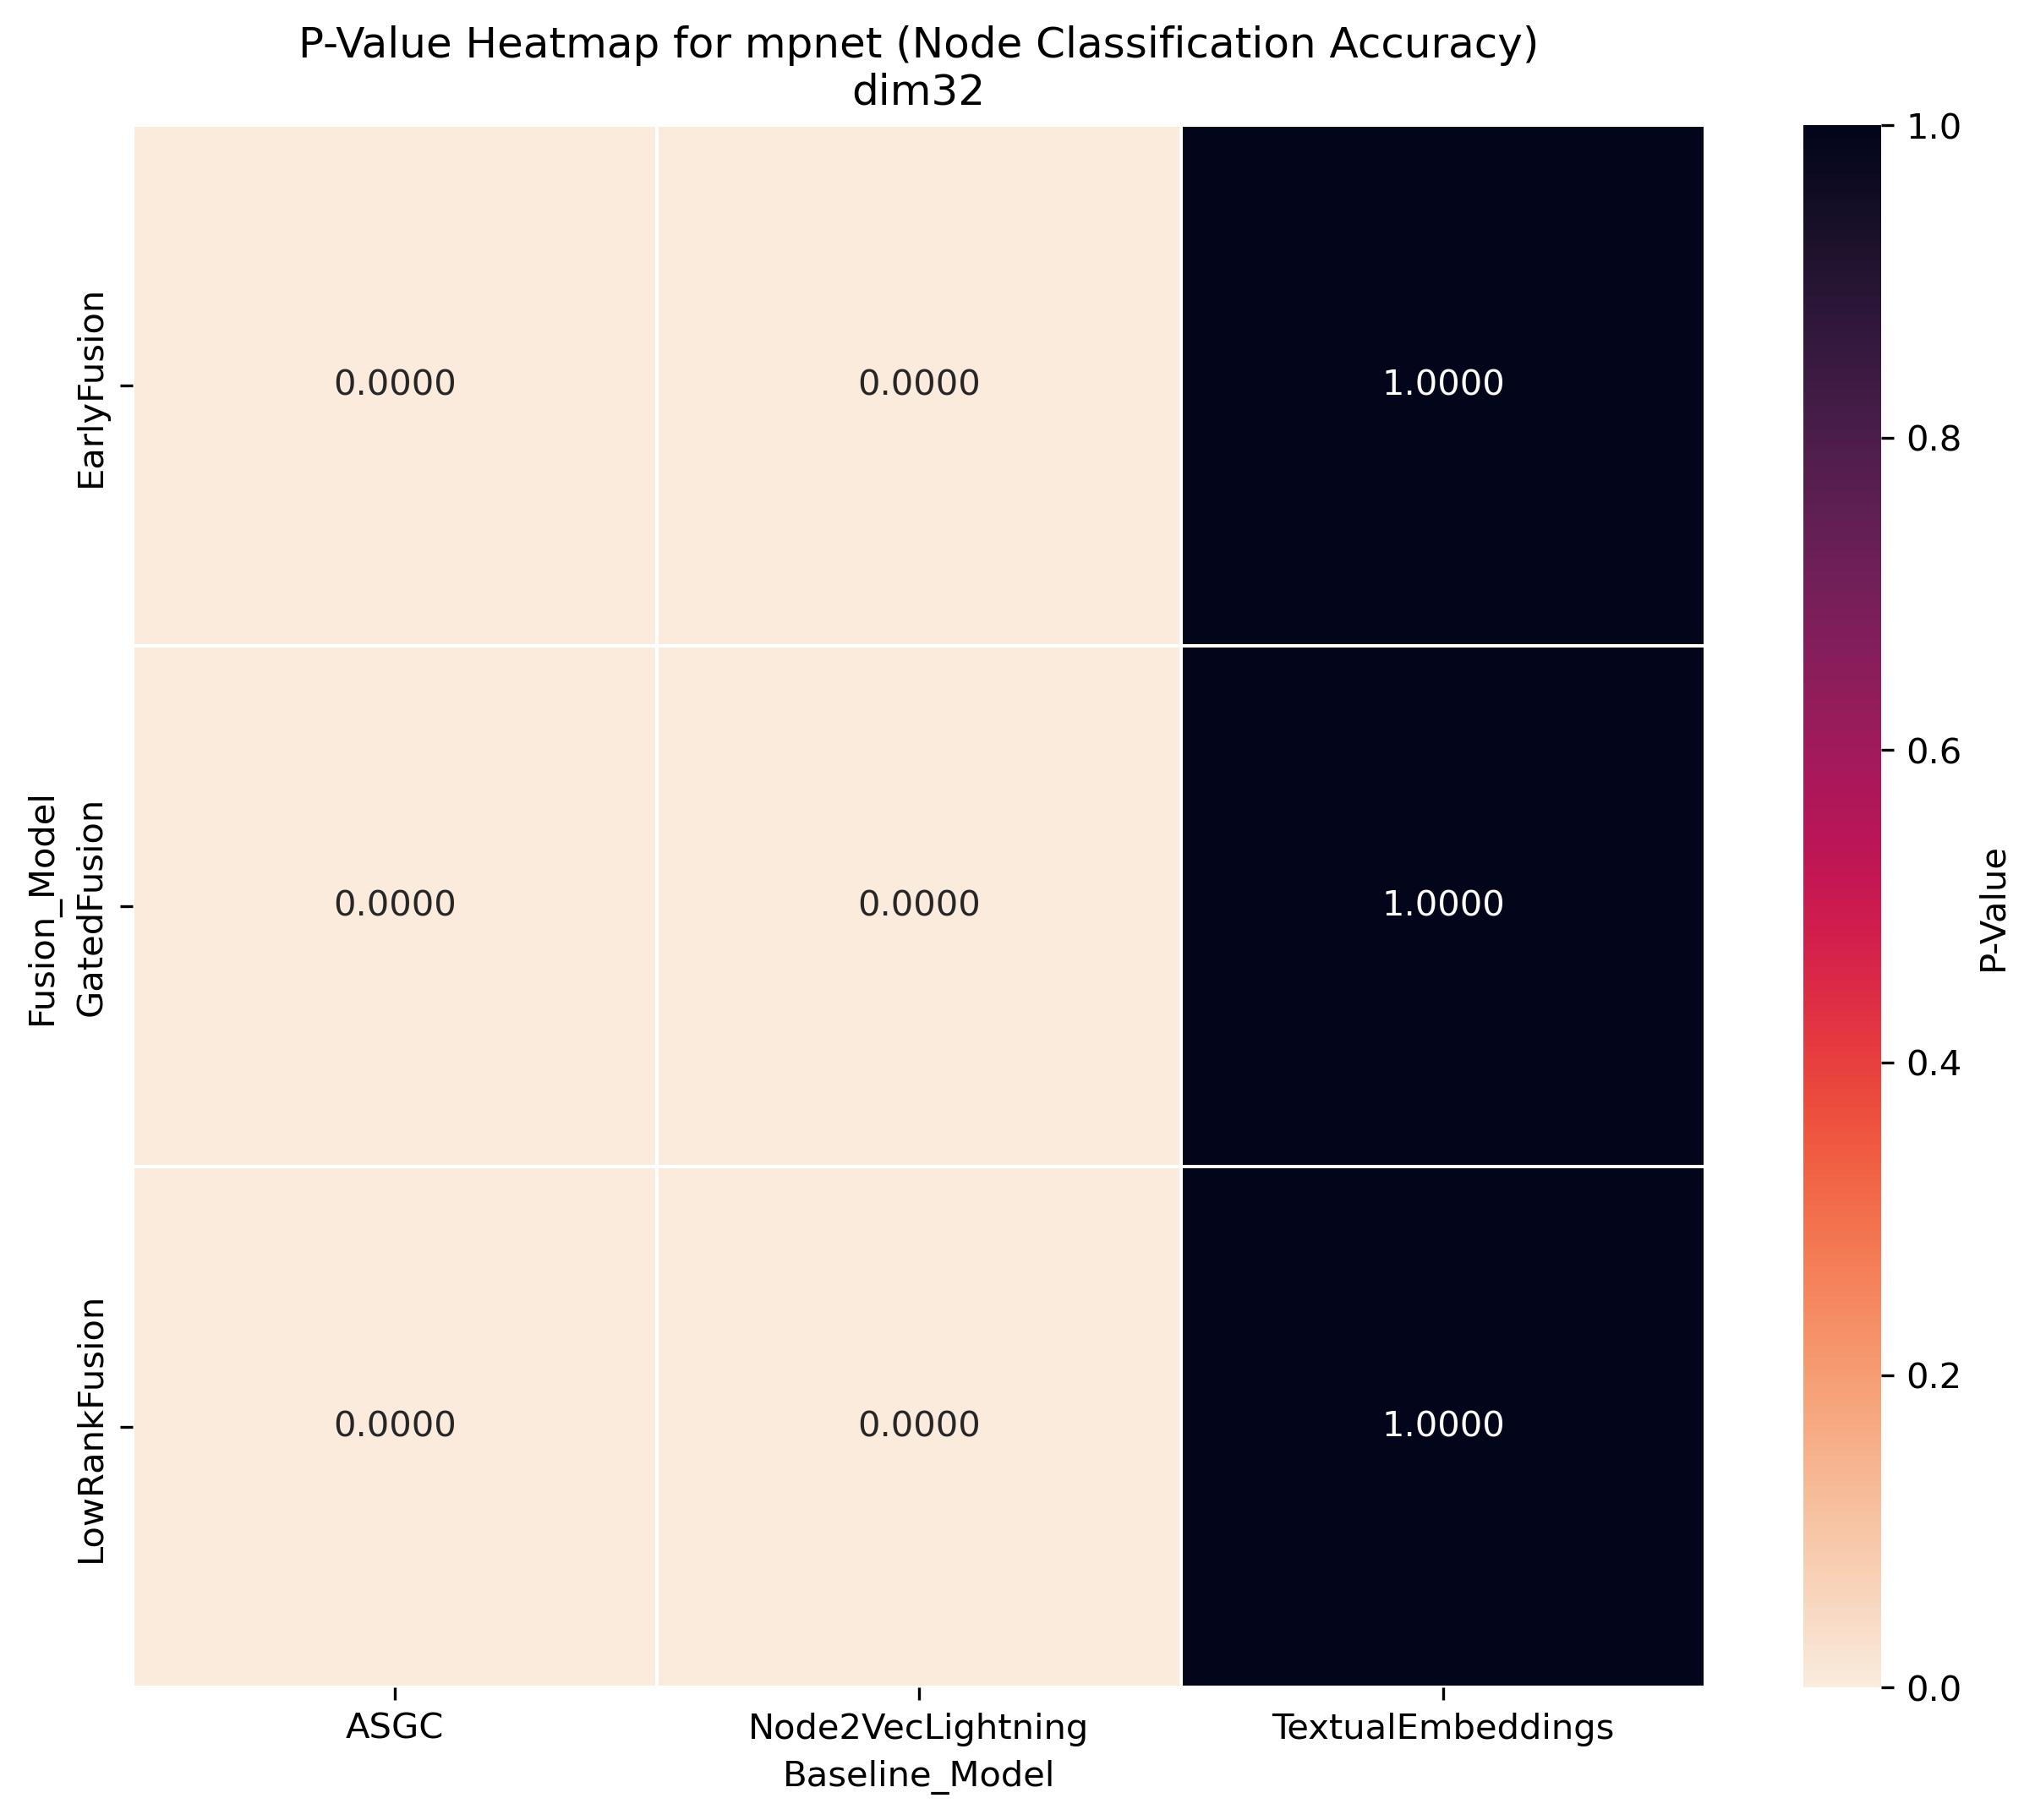 P-Value Heatmap for mpnet (Node Classification Accuracy)
dim32
Fusion_Model
EarlyFusion
0.0000 0.0000 1.0000
GatedFusion
0.0000 0.0000 1.0000
LowRankFusion
0.0000 0.0000 1.0000
ASGC Node2VecLightning TextualEmbeddings
Baseline_Model
1.0
0.8
0.6
0.4
0.2
0.0
P-Value